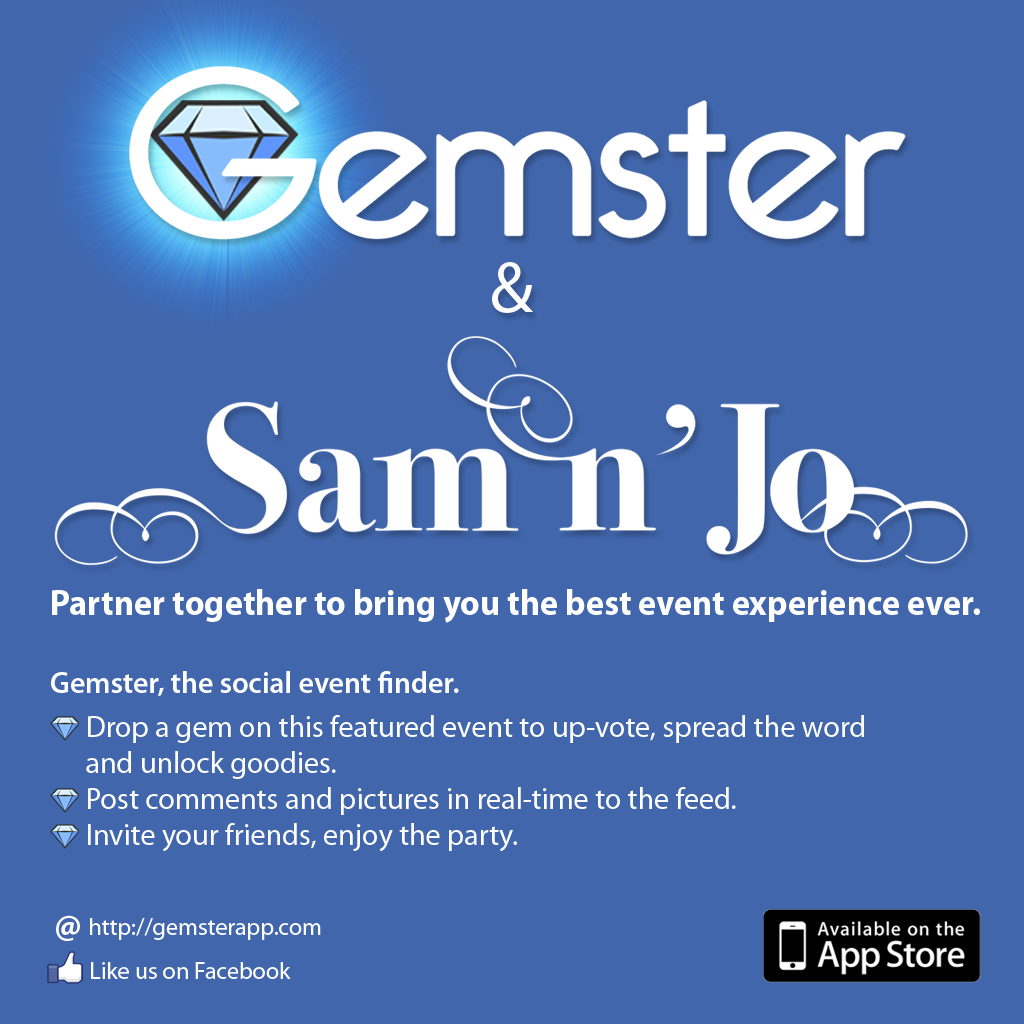 Gemster
&
Sam n’ Jo
Partner together to bring you the best event experience ever.
Gemster, the social event finder.
Drop a gem on this featured event to up-vote, spread the word
and unlock goodies.
Post comments and pictures in real-time to the feed.
Invite your friends, enjoy the party.
@ http://gemsterapp.com
Like us on Facebook
Available on the
App Store